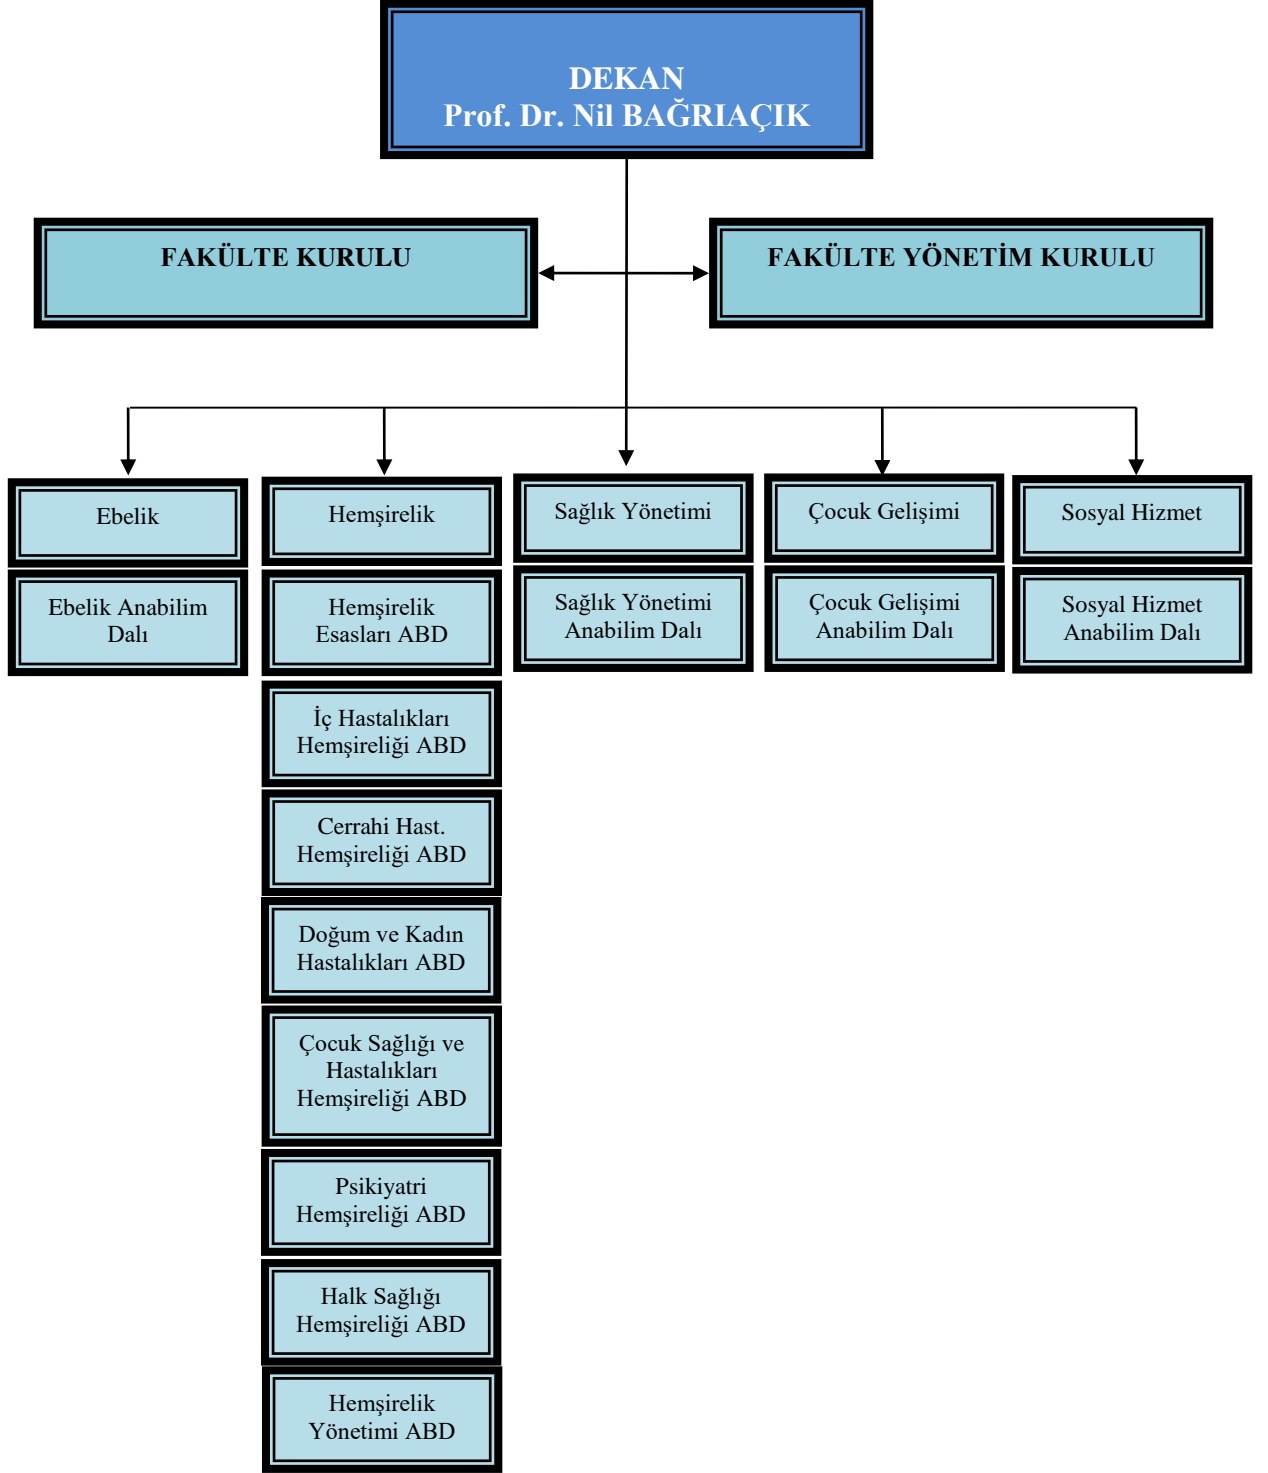 DEKAN
Prof. Dr. Nil BAĞRIAÇIK
FAKÜLTE KURULU
FAKÜLTE YÖNETİM KURULU
Ebelik
Hemşirelik
Sağlık Yönetimi
Çocuk Gelişimi
Sosyal Hizmet
Ebelik Anabilim
Dalı
Hemşirelik
Esasları ABD
Sağlık Yönetimi
Anabilim Dalı
Çocuk Gelişimi
Anabilim Dalı
Sosyal Hizmet
Anabilim Dalı
İç Hastalıkları
Hemşireliği ABD
Cerrahi Hast.
Hemşireliği ABD
Doğum ve Kadın
Hastalıkları ABD
Çocuk Sağlığı ve
Hastalıkları
Hemşireliği ABD
Psikiyatri
Hemşireliği ABD
Halk Sağlığı
Hemşireliği ABD
Hemşirelik
Yönetimi ABD